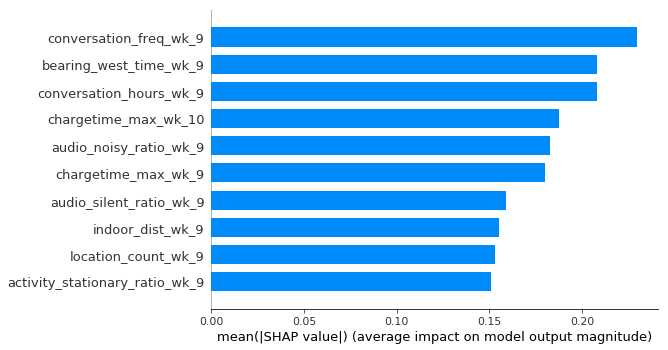 conversation_freq_wk_9
bearing_west_time_wk_9
conversation_hours_wk_9
chargetime_max_wk_10
audio_noisy_ratio_wk_9
chargetime_max_wk_9
audio_silent_ratio_wk_9
indoor_dist_wk_9
location_count_wk_9
activity_stationary_ratio_wk_9
0.00 0.05 0.10 0.15 0.20
mean(|SHAP value|) (average impact on model output magnitude)